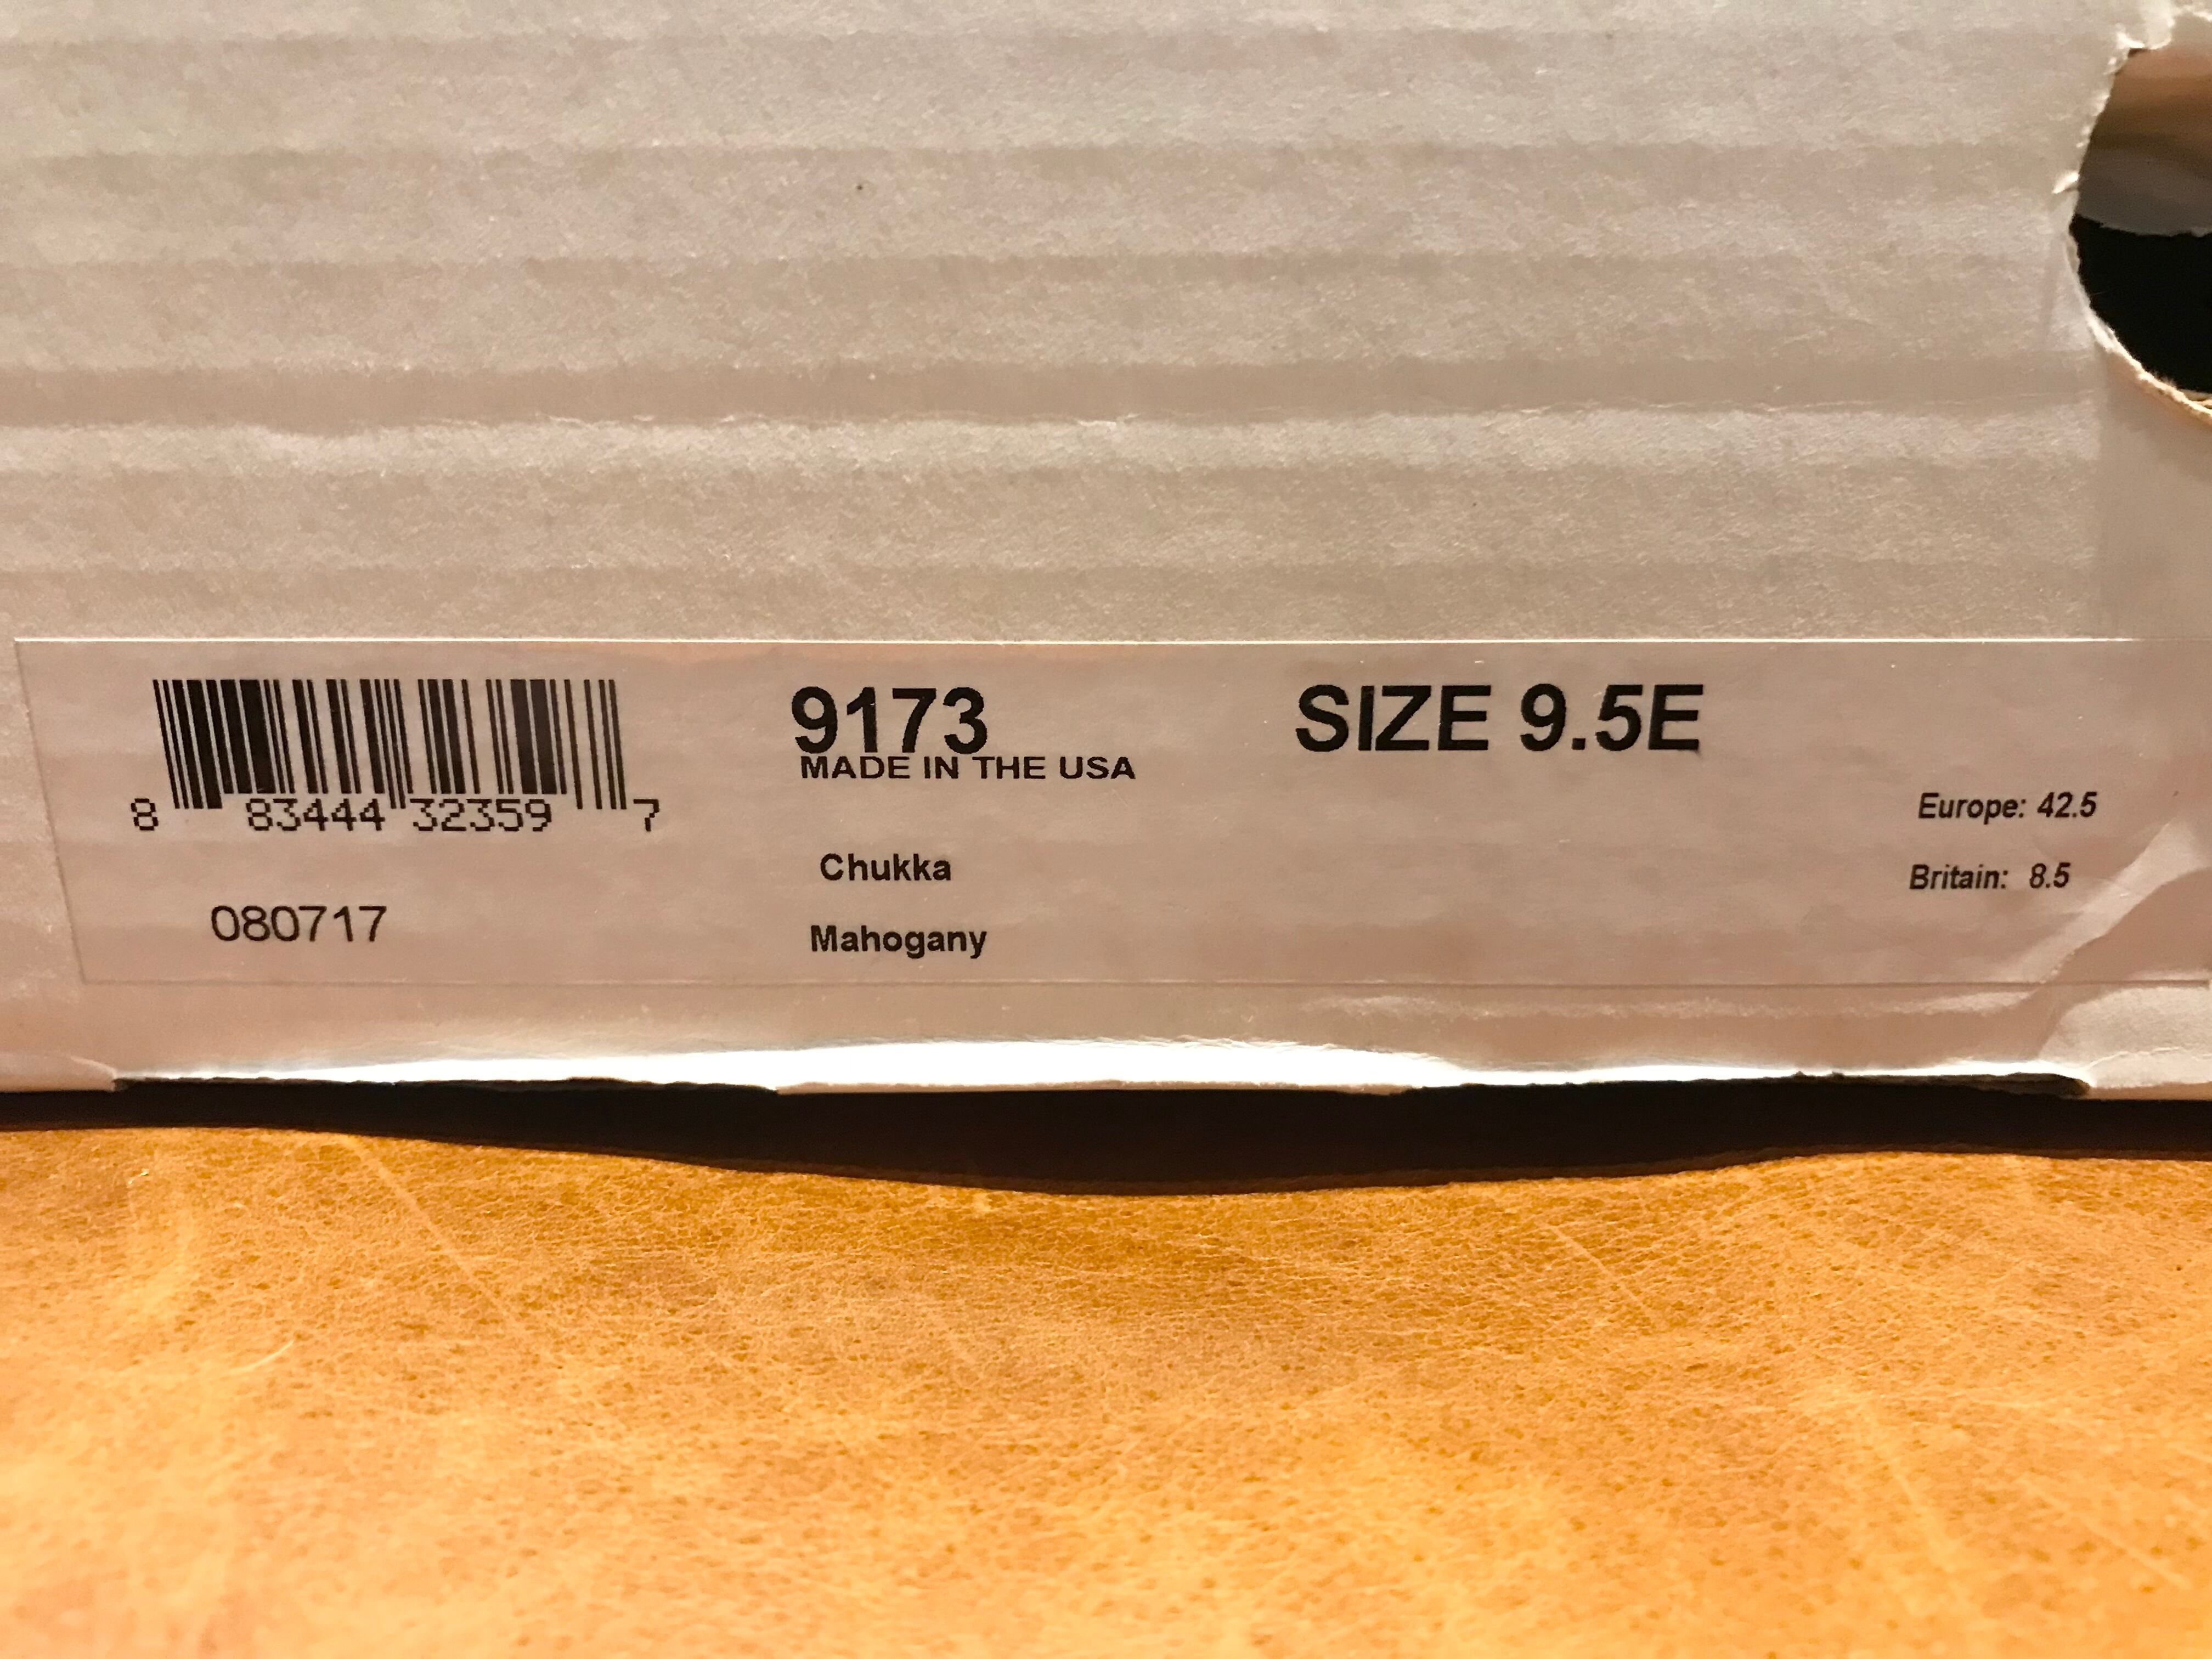 9173
MADE IN THE USA
SIZE 9.5E
8 83444 32359 7
080717
Chukka
Mahogany
Europe: 42.5
Britain: 8.5